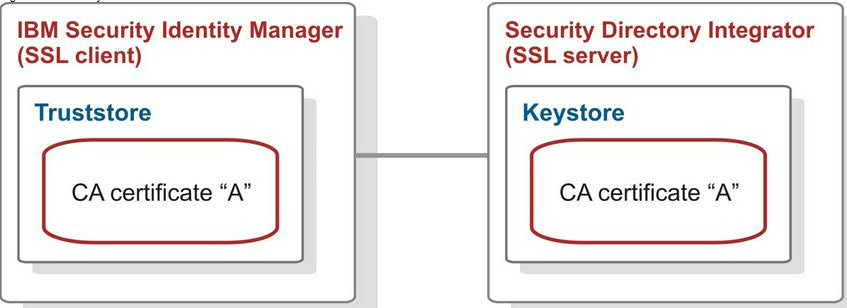 IBM Security Identity Manager
(SSL client)
Truststore
CA certificate “A”
Security Directory Integrator
(SSL server)
Keystore
CA certificate “A”